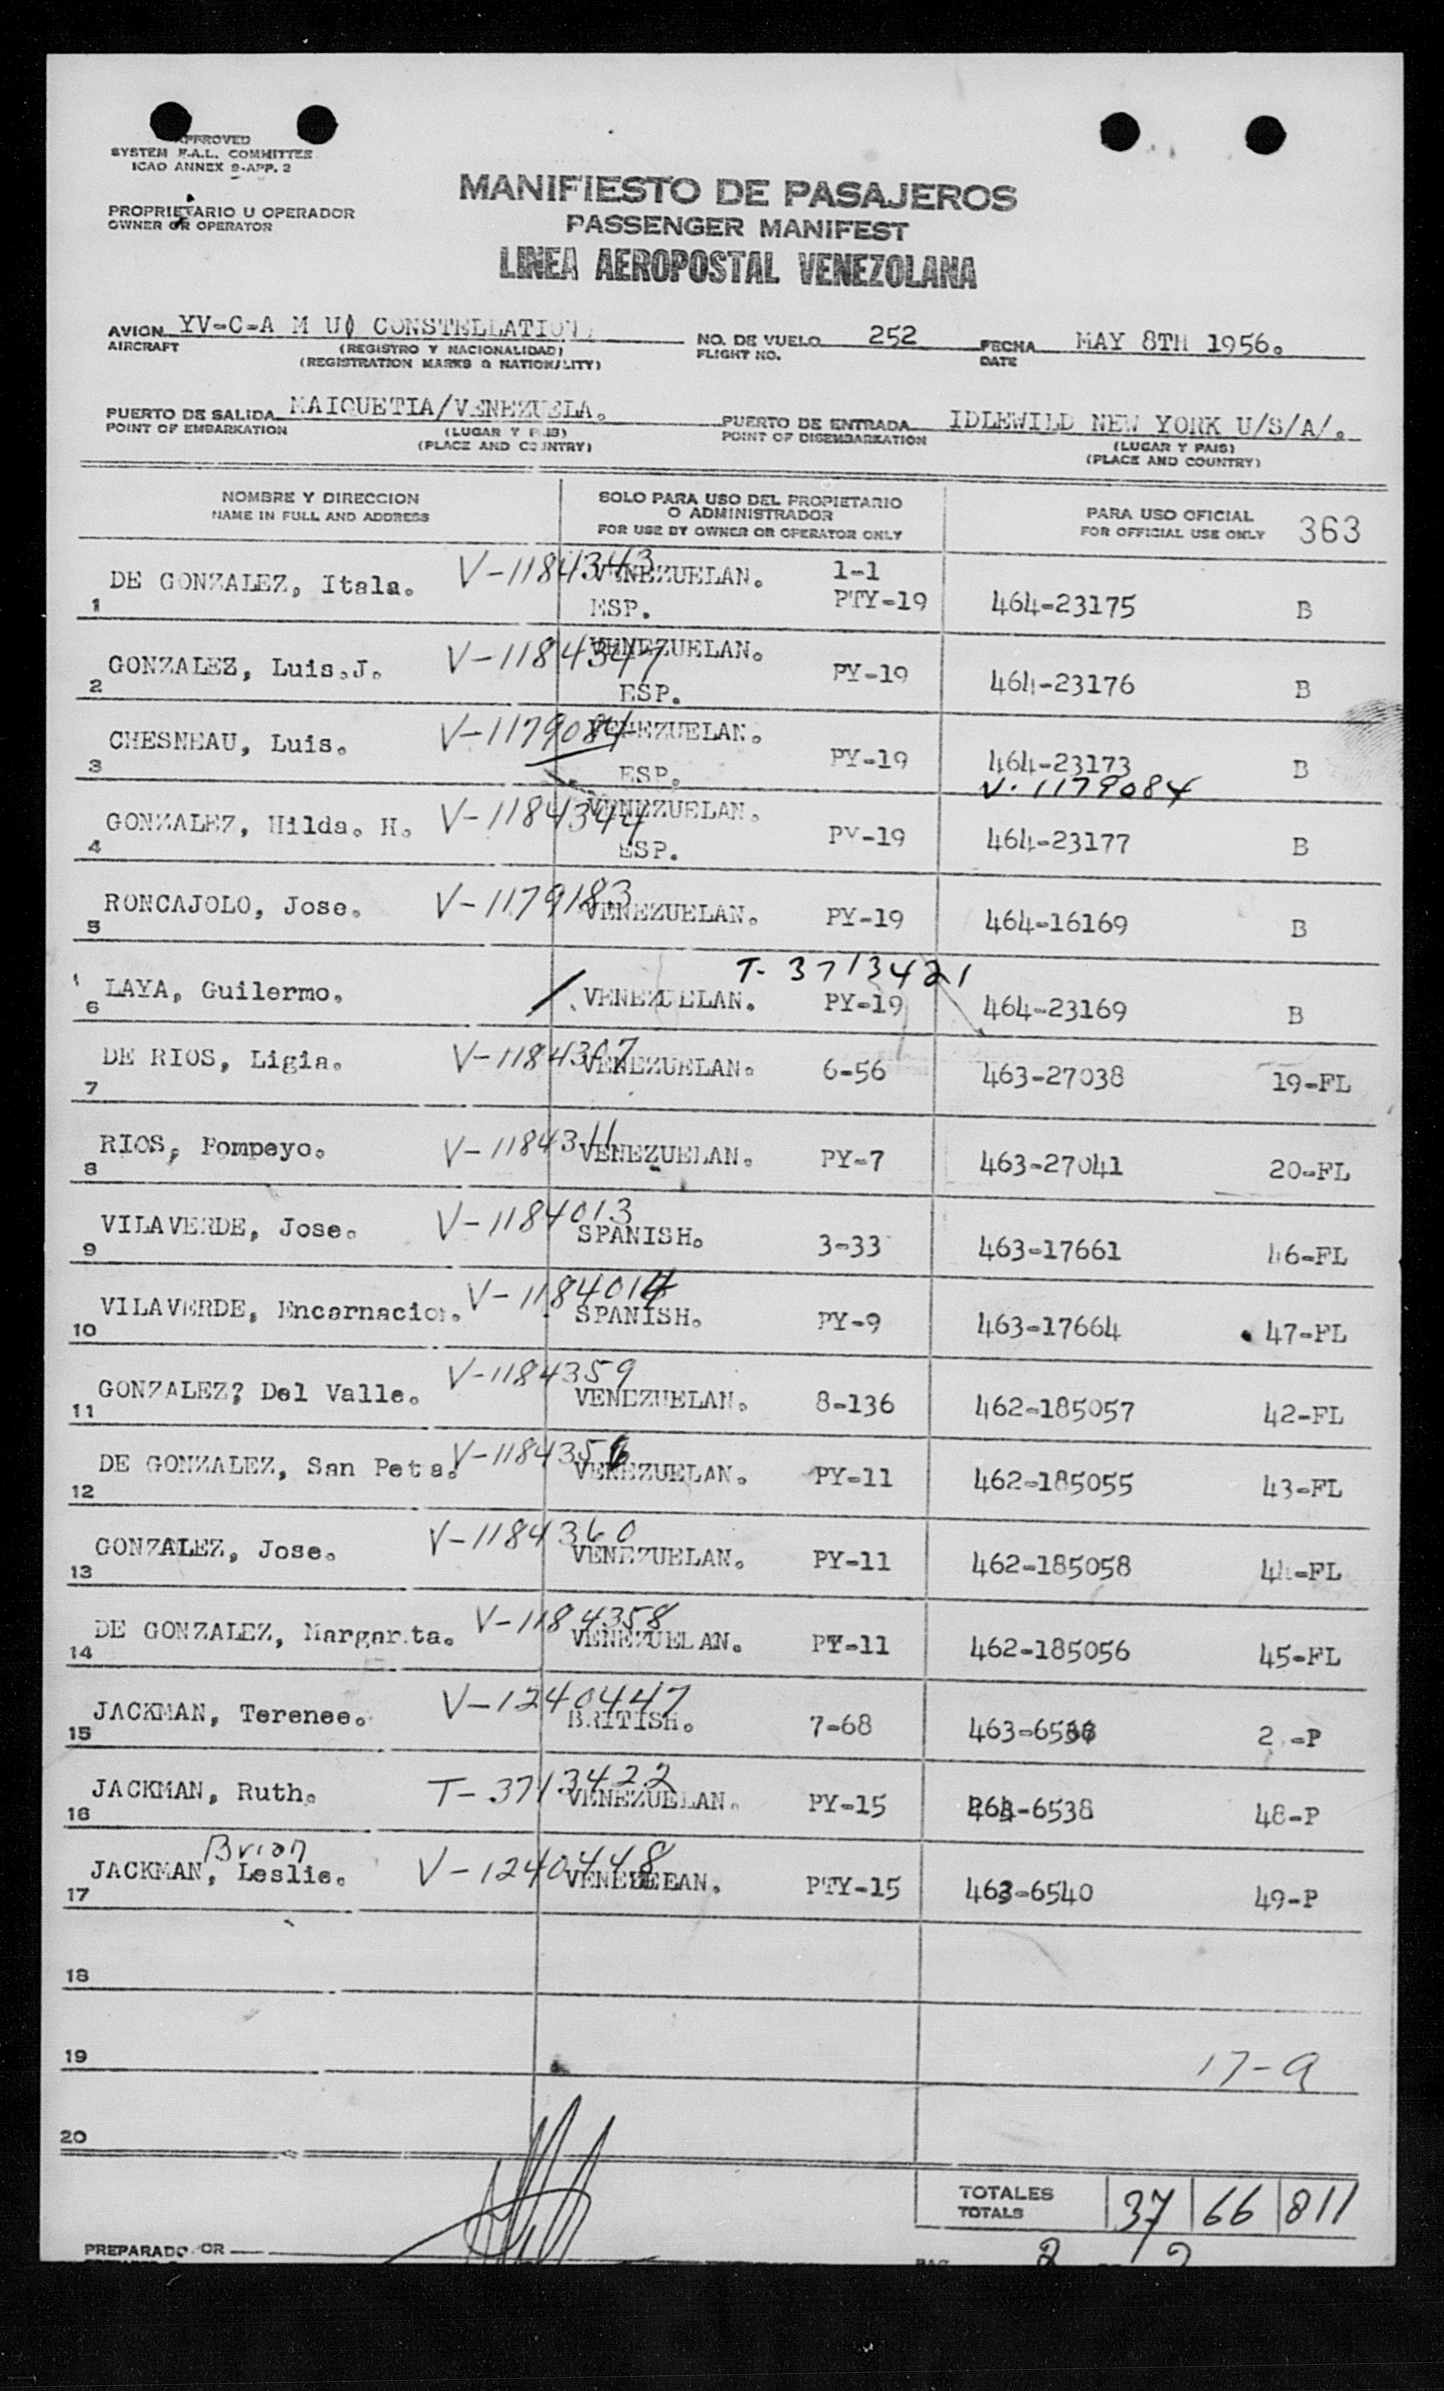 APPROVED
SYSTEM F.A.L. COMMITTEE
ICAO ANNEX 9-APP. 2
PROPRIETARIO U OPERADOR
OWNER OR OPERATOR
MANIFIESTO DE PASAJEROS
PASSENGER MANIFEST
LINEA AEROPOSTAL VENEZOLANA
AVION YV-C-A M U CONSTELLATION NO. DE VUELO 252 FECHA MAY 8TH 1956.
AIRCRAFT (REGISTRO Y NACIONALIDAD) FLIGHT NO. DATE
(REGISTRATION MARKS & NATIONALITY)
PUERTO DE SALIDA MAIQUETIA/VENEZUELA. PUERTO DE ENTRADA IDLEWILD NEW YORK U/S/A/.
POINT OF EMBARKATION (LUGAR Y PAIS) POINT OF DISEMBARKATION (LUGAR Y PAIS)
(PLACE AND COUNTRY) (PLACE AND COUNTRY)
NOMBRE Y DIRECCION SOLO PARA USO DEL PROPIETARIO O ADMINISTRADOR PARA USO OFICIAL 363
NAME IN FULL AND ADDRESS FOR USE BY OWNER OR OPERATOR ONLY FOR OFFICIAL USE ONLY
1 DE GONZALEZ, Itala. V-1184343 VENEZUELAN. 1-1
ESP. PTY-19 464-23175 B
2 GONZALEZ, Luis.J. V-1184347 VENEZUELAN. PY-19 464-23176 B
ESP.
3 CHESNEAU, Luis. V-1179084 VENEZUELAN. PY-19 464-23173 B
ESP. V. 1179084
4 GONZALEZ, Hilda. H. V-1184344 VENEZUELAN. PY-19 464-23177 B
ESP.
5 RONCAJOLO, Jose. V-1179183 VENEZUELAN. PY-19 464-16169 B
T- 3713421
6 LAYA, Guilermo. VENEZUELAN. PY-19 464-23169 B
7 DE RIOS, Ligia. V-1184307 VENEZUELAN. 6-56 463-27038 19-FL
8 RIOS, Pompeyo. V-1184311 VENEZUELAN. PY-7 463-27041 20-FL
9 VILAVERDE, Jose. V-1184013 SPANISH. 3-33 463-17661 46-FL
10 VILAVERDE, Encarnacion. V-1184014 SPANISH. PY-9 463-17664 47-FL
11 GONZALEZ? Del Valle. V-1184359 VENEZUELAN. 8-136 462-185057 42-FL
12 DE GONZALEZ, San Peta. VENEZUELAN. PY-11 462-185055 43-FL
13 GONZALEZ, Jose. V-1184360 VENEZUELAN. PY-11 462-185058 44-FL
14 DE GONZALEZ, Margarita. V-1184358 VENEZUELAN. PY-11 462-185056 45-FL
15 JACKMAN, Terenee. V-1240447 BRITISH. 7-68 2 -P
16 JACKMAN, Ruth. T-3713422 VENEZUELAN. PY-15 48-P
Brian
17 JACKMAN, Leslie. V-1240448 PTY-15 463-6540 49-P
18
19 17-a
20
TOTALES 37 66 811
TOTALS
PREPARADO POR
2 2